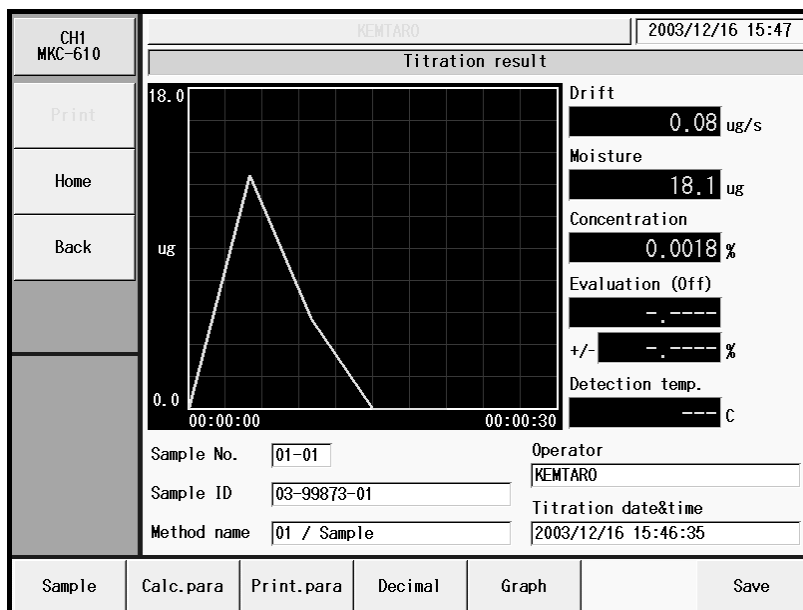 CH1
MKC-610
KEMTARO
2003/12/16 15:47
Titration result
Print
Home
Back
18.0
ug
0.0
00:00:00
00:00:30
Drift
0.08 ug/s
Moisture
18.1 ug
Concentration
0.0018 %
Evaluation (Off)
-.----
+/- -.---- %
Detection temp.
--- C
Sample No. 01-01
Sample ID 03-99873-01
Method name 01 / Sample
Operator
KEMTARO
Titration date&time
2003/12/16 15:46:35
Sample
Calc.para
Print.para
Decimal
Graph
Save